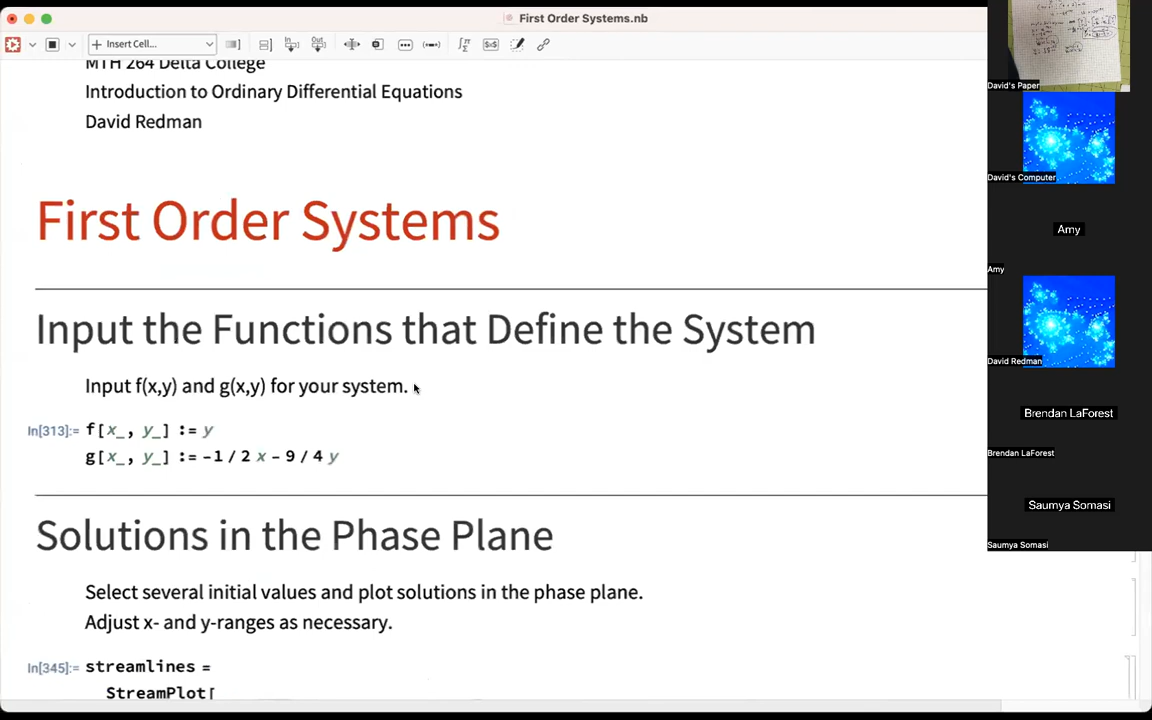 First Order Systems.nb
Insert Cell...
MTH 264 Delta College
Introduction to Ordinary Differential Equations
David Redman
First Order Systems
Input the Functions that Define the System
Input f(x,y) and g(x,y) for your system.
In[313]:= f[x_, y_] := y
g[x_, y_] := -1 / 2 x - 9 / 4 y
Solutions in the Phase Plane
Select several initial values and plot solutions in the phase plane.
Adjust x- and y-ranges as necessary.
In[345]:= streamlines =
StreamPlot[
David's Paper
David's Computer
Amy
Amy
David Redman
Brendan LaForest
Brendan LaForest
Saumya Somasi
Saumya Somasi